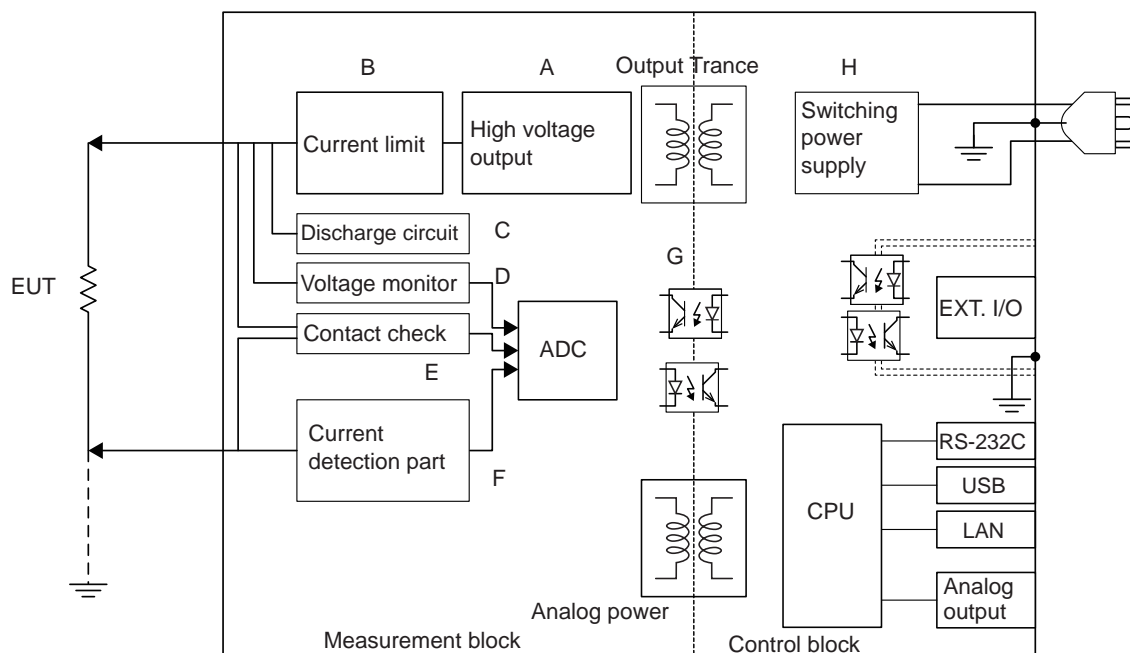 B
A
Output Trance
H
Current limit
High voltage
output
Switching
power
supply
Discharge circuit
C
G
EUT
Voltage monitor
D
EXT. I/O
Contact check
ADC
E
Current
detection part
F
CPU
RS-232C
USB
LAN
Analog
output
Analog power
Measurement block
Control block